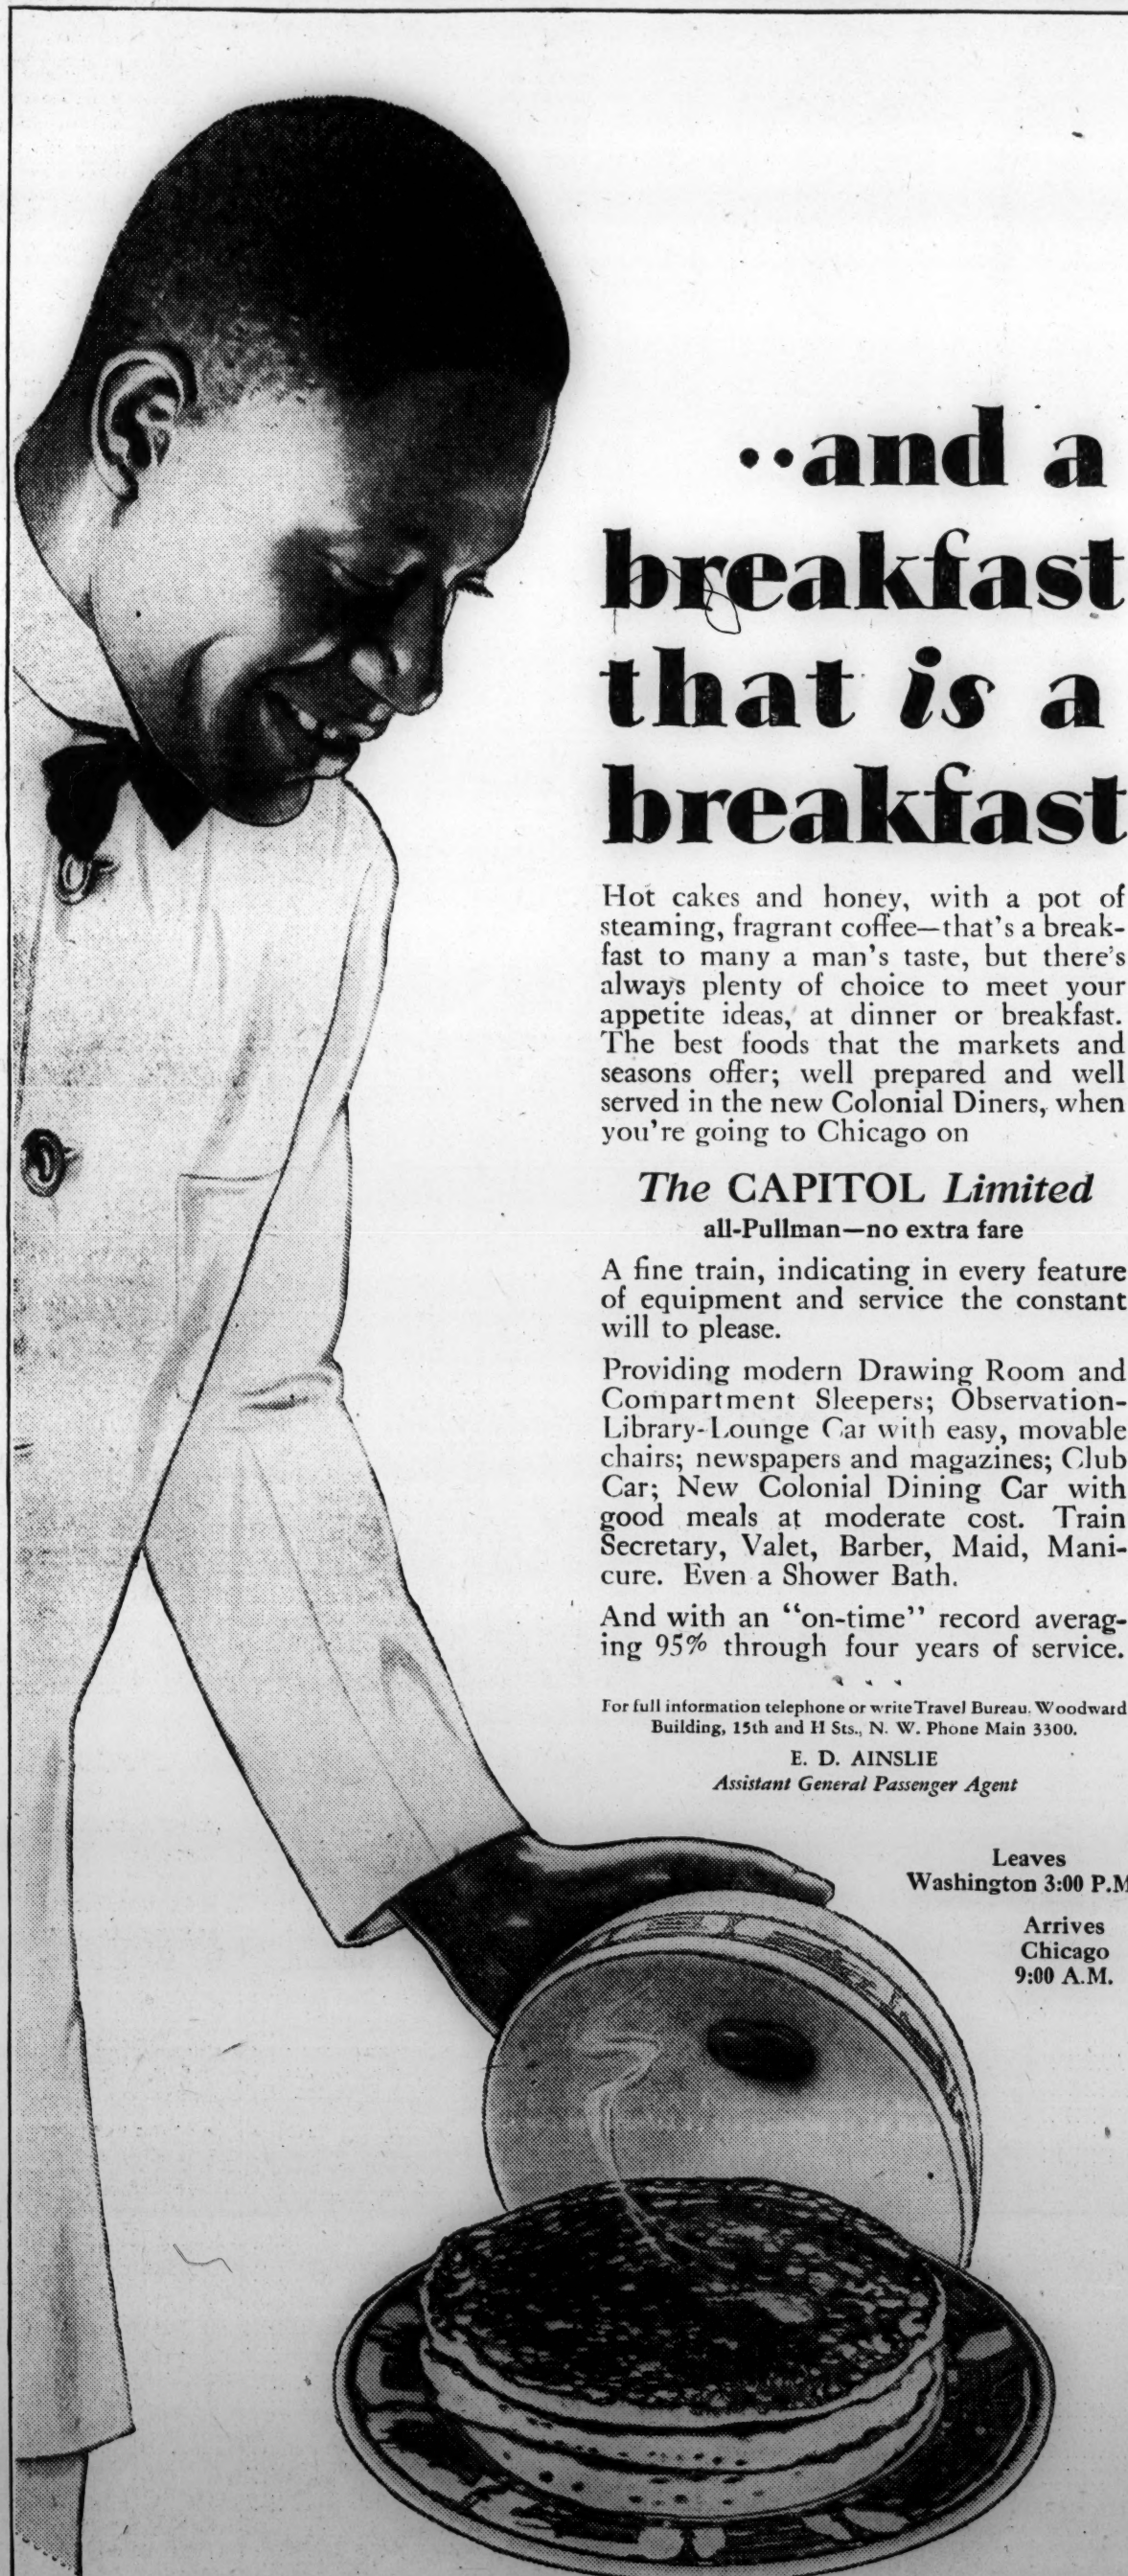 ..and a
breakfast
that is a
breakfast
Hot cakes and honey, with a pot of
steaming, fragrant coffee—that's a break-
fast to many a man's taste, but there's
always plenty of choice to meet your
appetite ideas, at dinner or breakfast.
The best foods that the markets and
seasons offer; well prepared and well
served in the new Colonial Diners, when
you're going to Chicago on
The CAPITOL Limited
all-Pullman—no extra fare
A fine train, indicating in every feature
of equipment and service the constant
will to please.
Providing modern Drawing Room and
Compartment Sleepers; Observation-
Library-Lounge Car with easy, movable
chairs; newspapers and magazines; Club
Car; New Colonial Dining Car with
good meals at moderate cost. Train
Secretary, Valet, Barber, Maid, Mani-
cure. Even a Shower Bath.
And with an “on-time” record averag-
ing 95% through four years of service.
For full information telephone or write Travel Bureau. Woodward
Building, 15th and H Sts., N. W. Phone Main 3300.
E. D. AINSLIE
Assistant General Passenger Agent
Leaves
Washington 3:00 P.M
Arrives
Chicago
9:00 A.M.